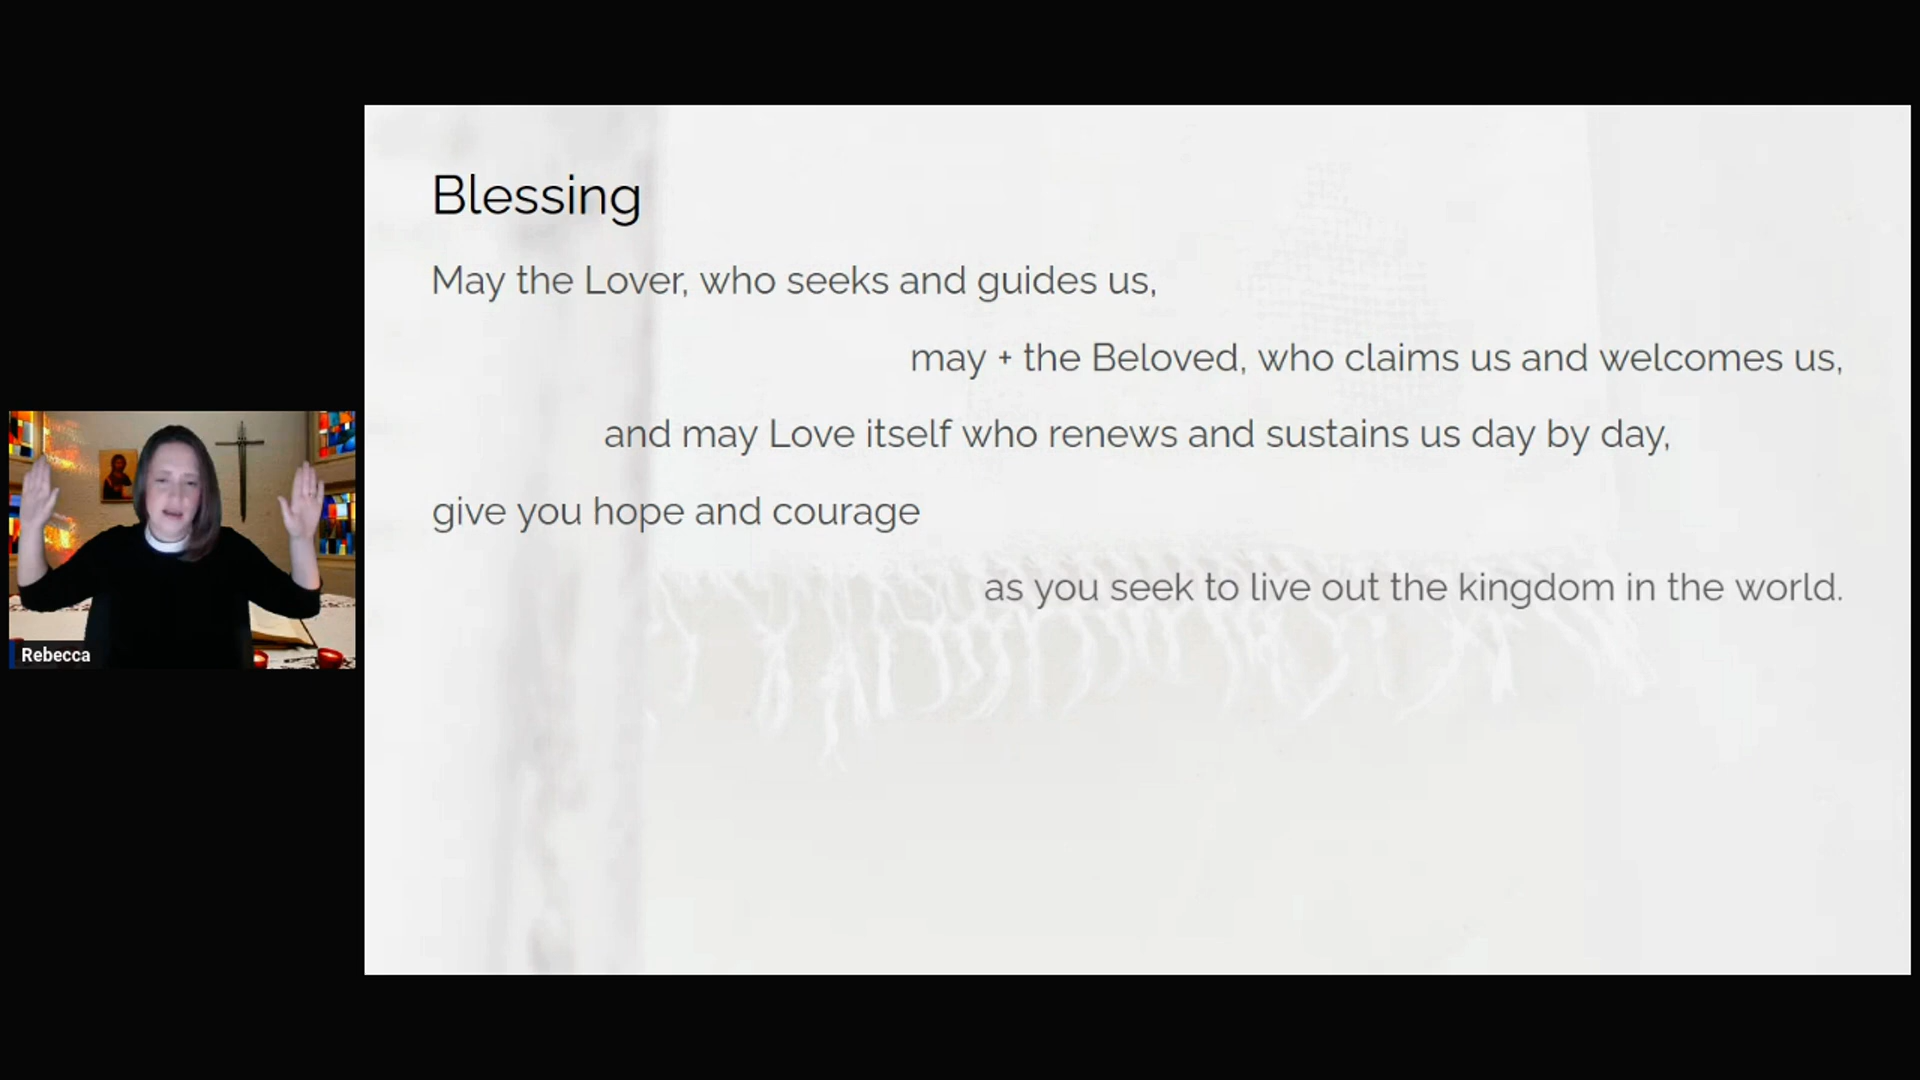 Blessing
May the Lover, who seeks and guides us,
may + the Beloved, who claims us and welcomes us,
and may Love itself who renews and sustains us day by day,
give you hope and courage
as you seek to live out the kingdom in the world.
Rebecca